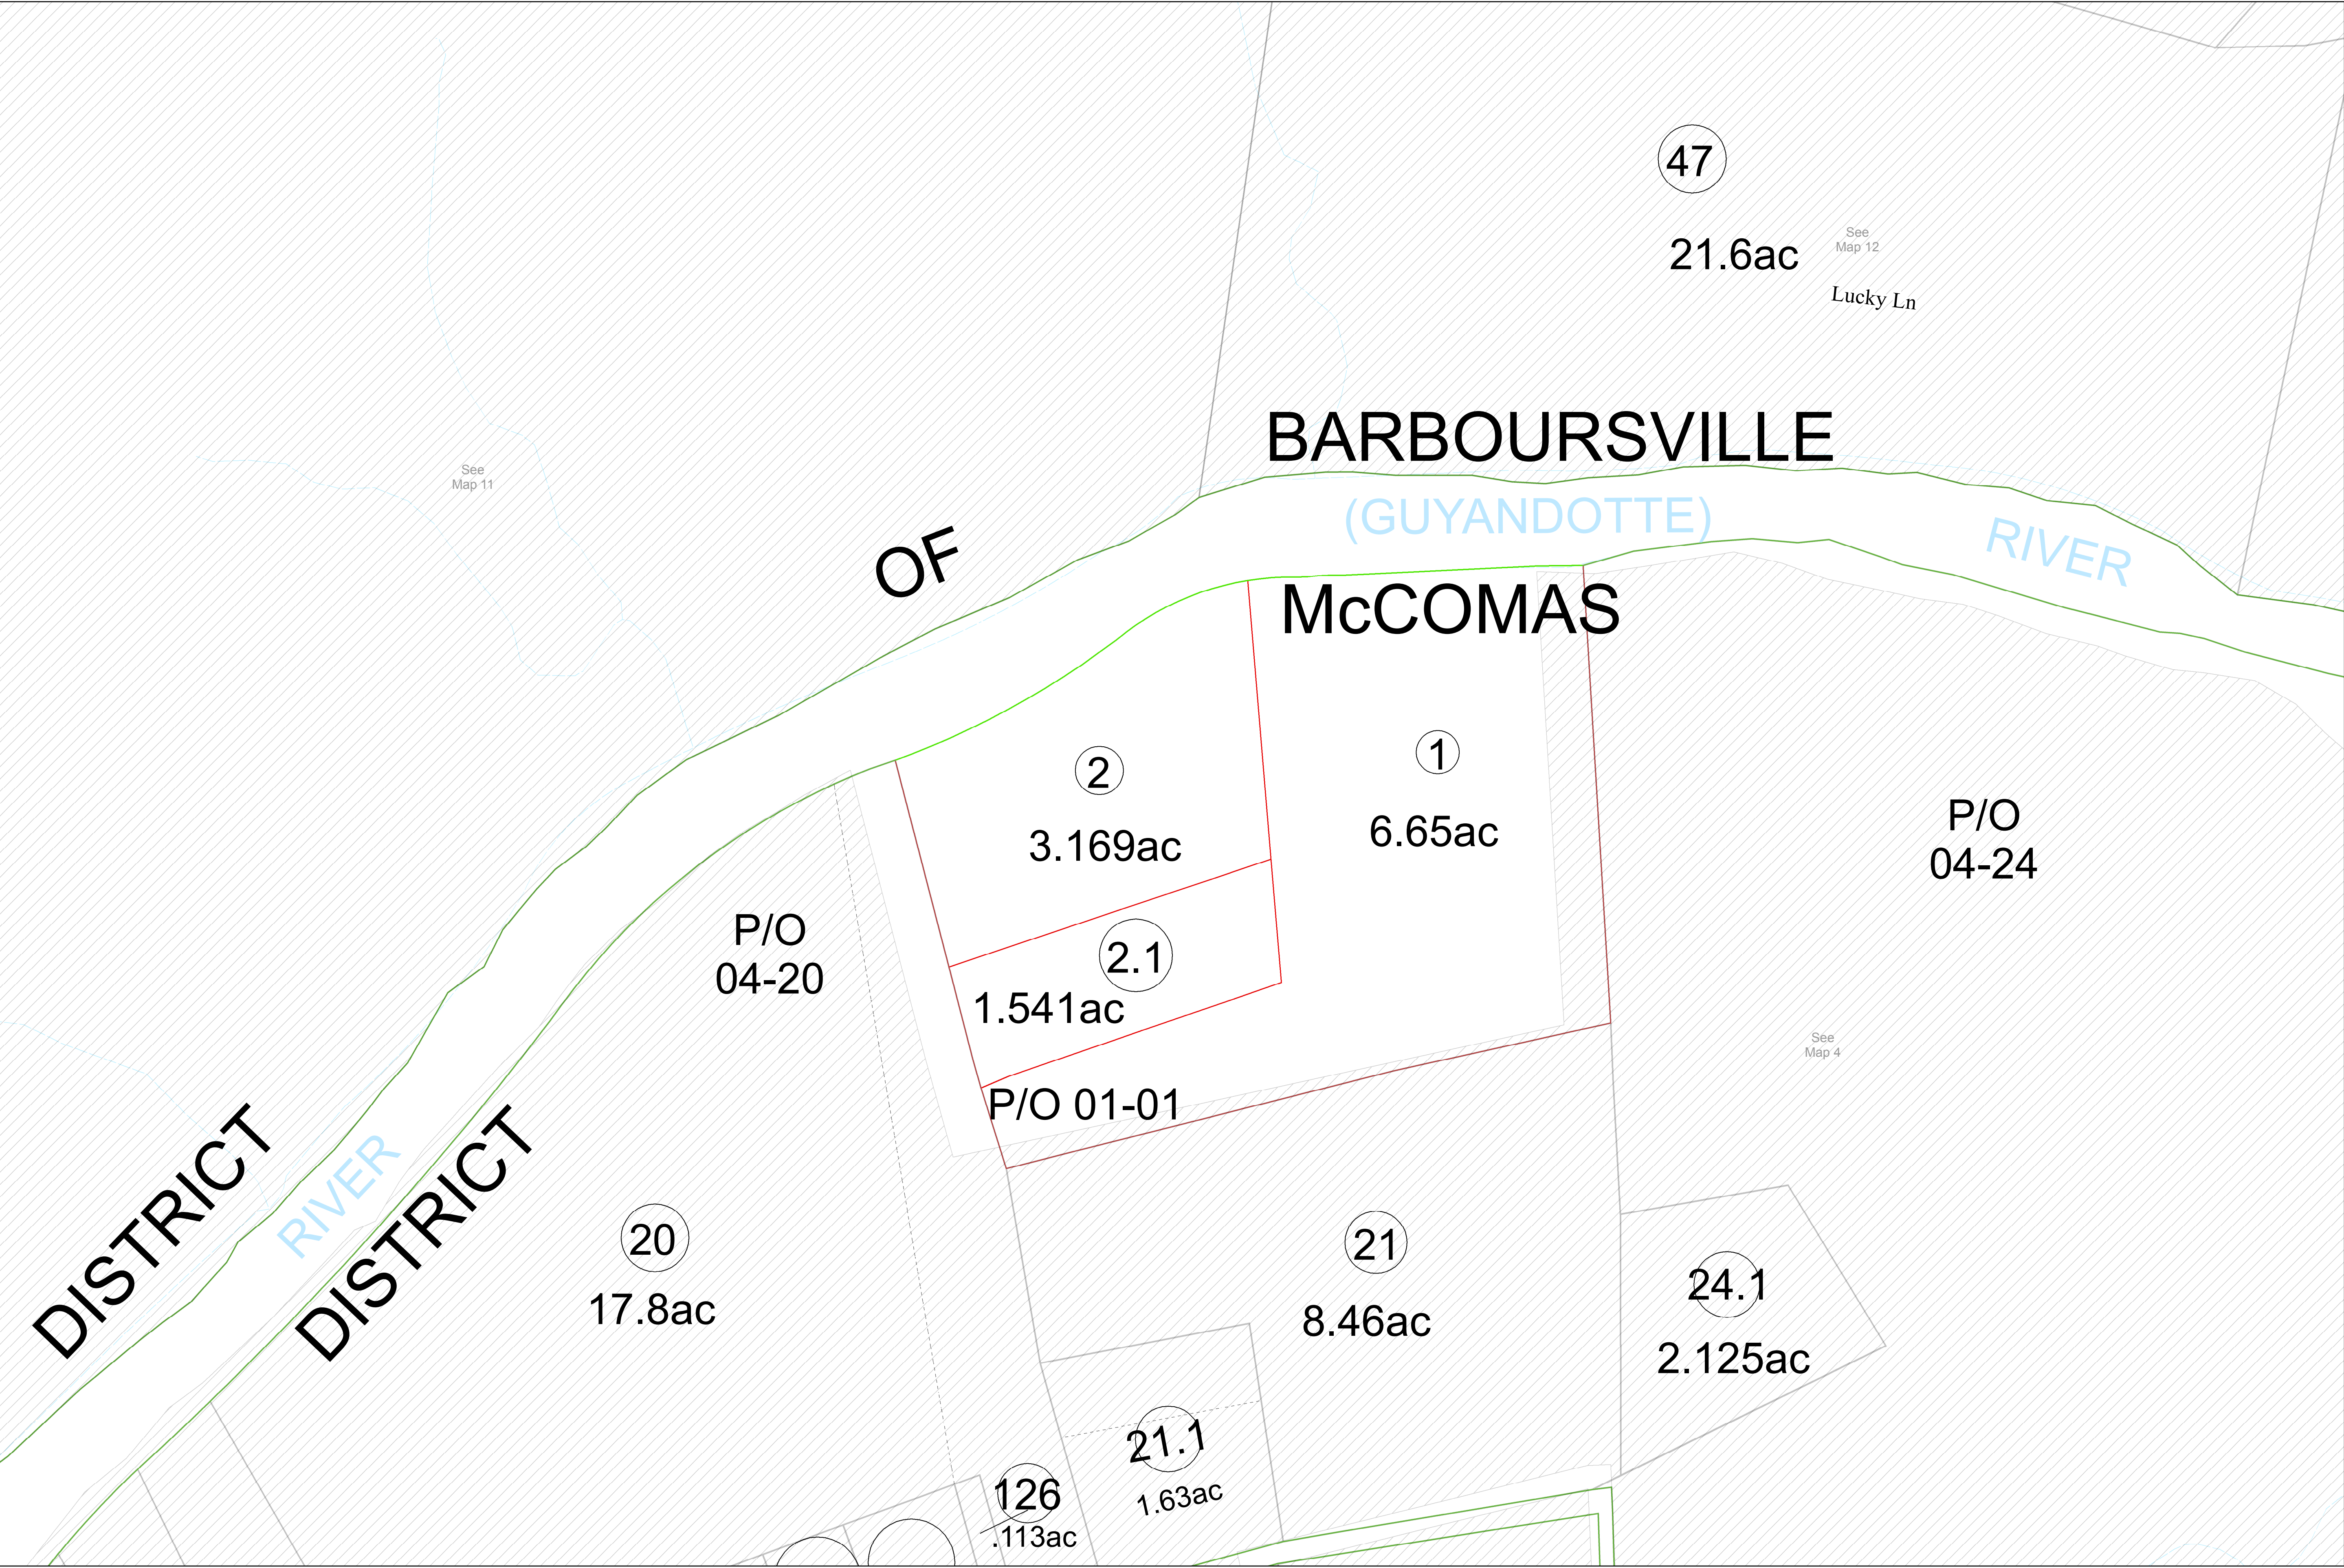 47
21.6ac
See
Map 12
Lucky Ln
BARBOURSVILLE
See
Map 11
OF
(GUYANDOTTE)
RIVER
McCOMAS
2
3.169ac
1
6.65ac
P/O
04-24
P/O
04-20
2.1
1.541ac
See
Map 4
P/O 01-01
DISTRICT
RIVER
DISTRICT
20
17.8ac
21
8.46ac
24.1
2.125ac
21.1
1.63ac
126
.113ac